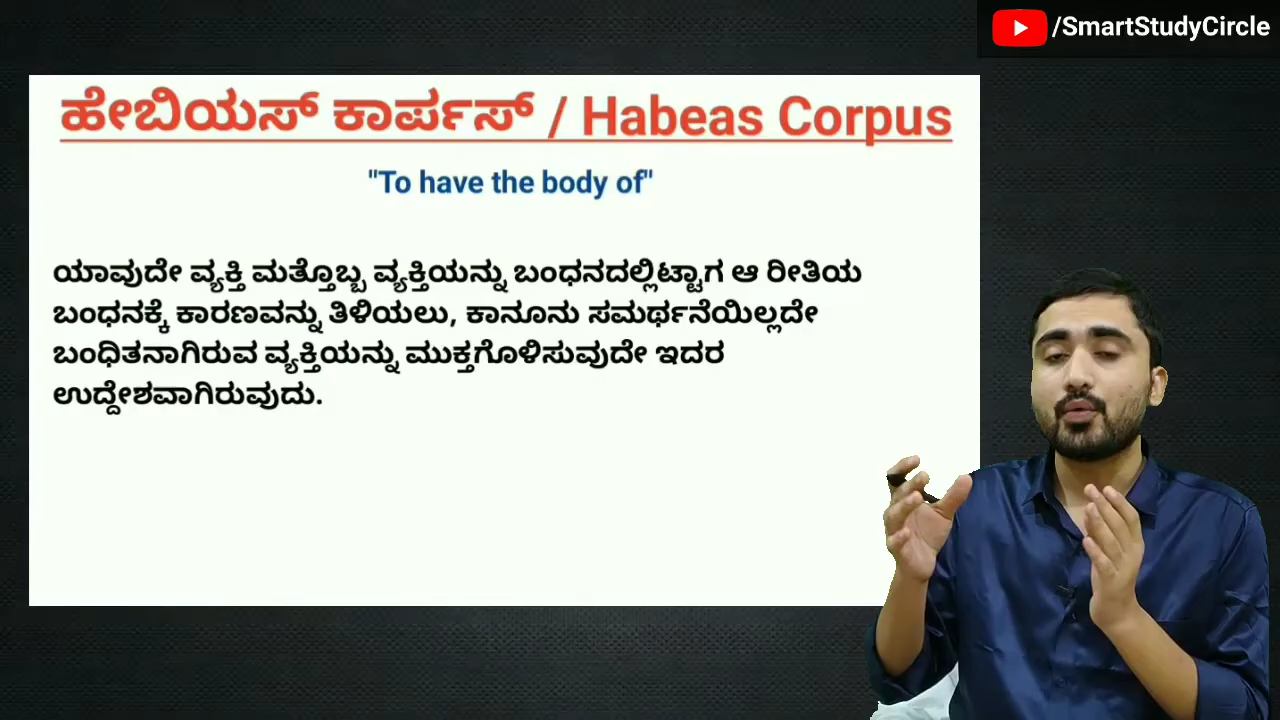 /SmartStudyCircle
ಹೇಬಿಯಸ್ ಕಾರ್ಪಸ್ / Habeas Corpus
"To have the body of"
ಯಾವುದೇ ವ್ಯಕ್ತಿ ಮತ್ತೊಬ್ಬ ವ್ಯಕ್ತಿಯನ್ನು ಬಂಧನದಲ್ಲಿಟ್ಟಾಗ ಆ ರೀತಿಯ
ಬಂಧನಕ್ಕೆ ಕಾರಣವನ್ನು ತಿಳಿಯಲು, ಕಾನೂನು ಸಮರ್ಥನೆಯಿಲ್ಲದೇ
ಬಂಧಿತನಾಗಿರುವ ವ್ಯಕ್ತಿಯನ್ನು ಮುಕ್ತಗೊಳಿಸುವುದೇ ಇದರ
ಉದ್ದೇಶವಾಗಿರುವುದು.